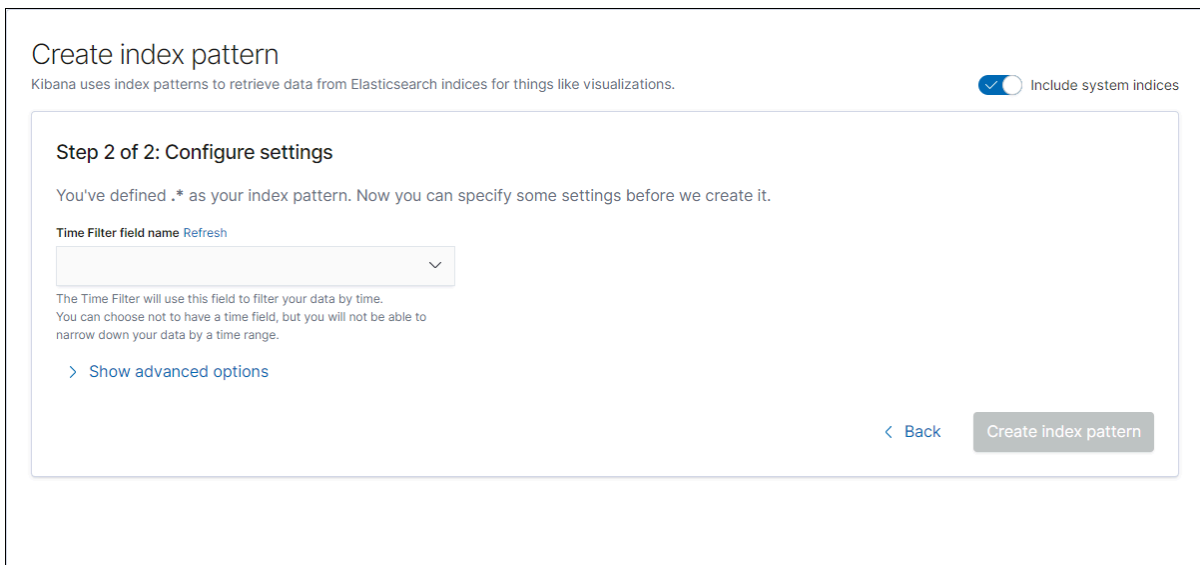 Create index pattern
Kibana uses index patterns to retrieve data from Elasticsearch indices for things like visualizations.
Include system indices
Step 2 of 2: Configure settings
You've defined .* as your index pattern. Now you can specify some settings before we create it.
Time Filter field name Refresh
The Time Filter will use this field to filter your data by time.
You can choose not to have a time field, but you will not be able to
narrow down your data by a time range.
Show advanced options
Back
Create index pattern